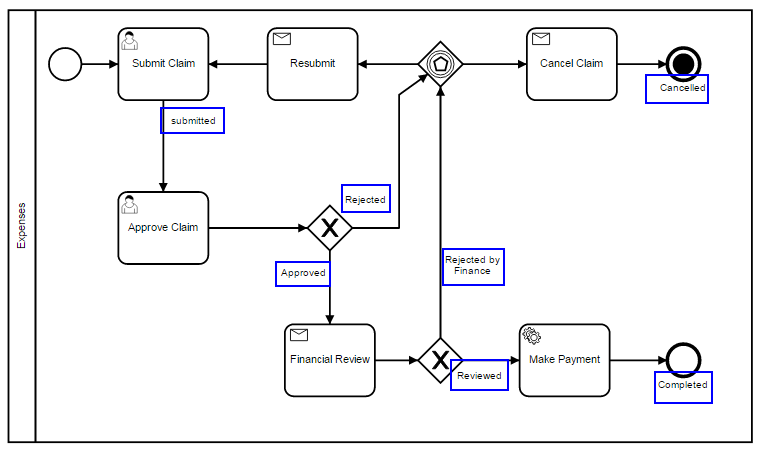 Expenses
Submit Claim
Resubmit
Cancel Claim
Cancelled
submitted
Approve Claim
Rejected
Approved
Rejected by
Finance
Financial Review
Reviewed
Make Payment
Completed